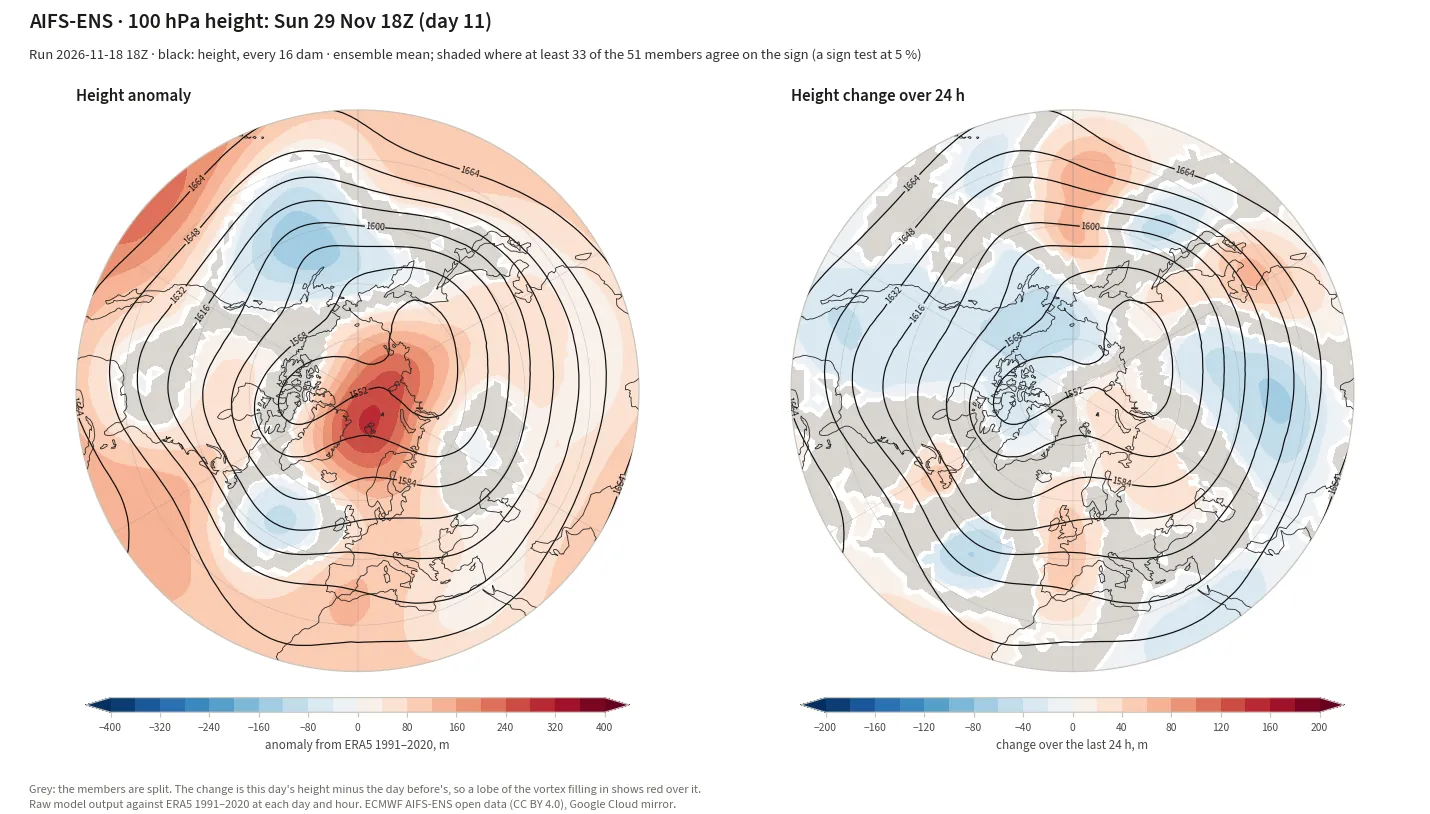 AIFS-ENS · 100 hPa height: Sun 29 Nov 18Z (day 11)
Run 2026-11-18 18Z · black: height, every 16 dam · ensemble mean; shaded where at least 33 of the 51 members agree on the sign (a sign test at 5 %)
Height anomaly
Height change over 24 h
1664
1664
1648
1632
1616
1600
1568
1552
1584
1664
1664
1664
1648
1632
1616
1600
1568
1552
1584
1664
−400 −320 −240 −160 −80 0 80 160 240 320 400
anomaly from ERA5 1991–2020, m
−200 −160 −120 −80 −40 0 40 80 120 160 200
change over the last 24 h, m
Grey: the members are split. The change is this day's height minus the day before's, so a lobe of the vortex filling in shows red over it.
Raw model output against ERA5 1991–2020 at each day and hour. ECMWF AIFS-ENS open data (CC BY 4.0), Google Cloud mirror.